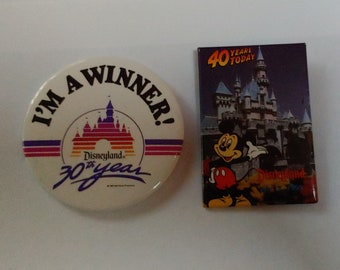 I'M A WINNER!
Disneyland
30th year
40 YEARS
TODAY